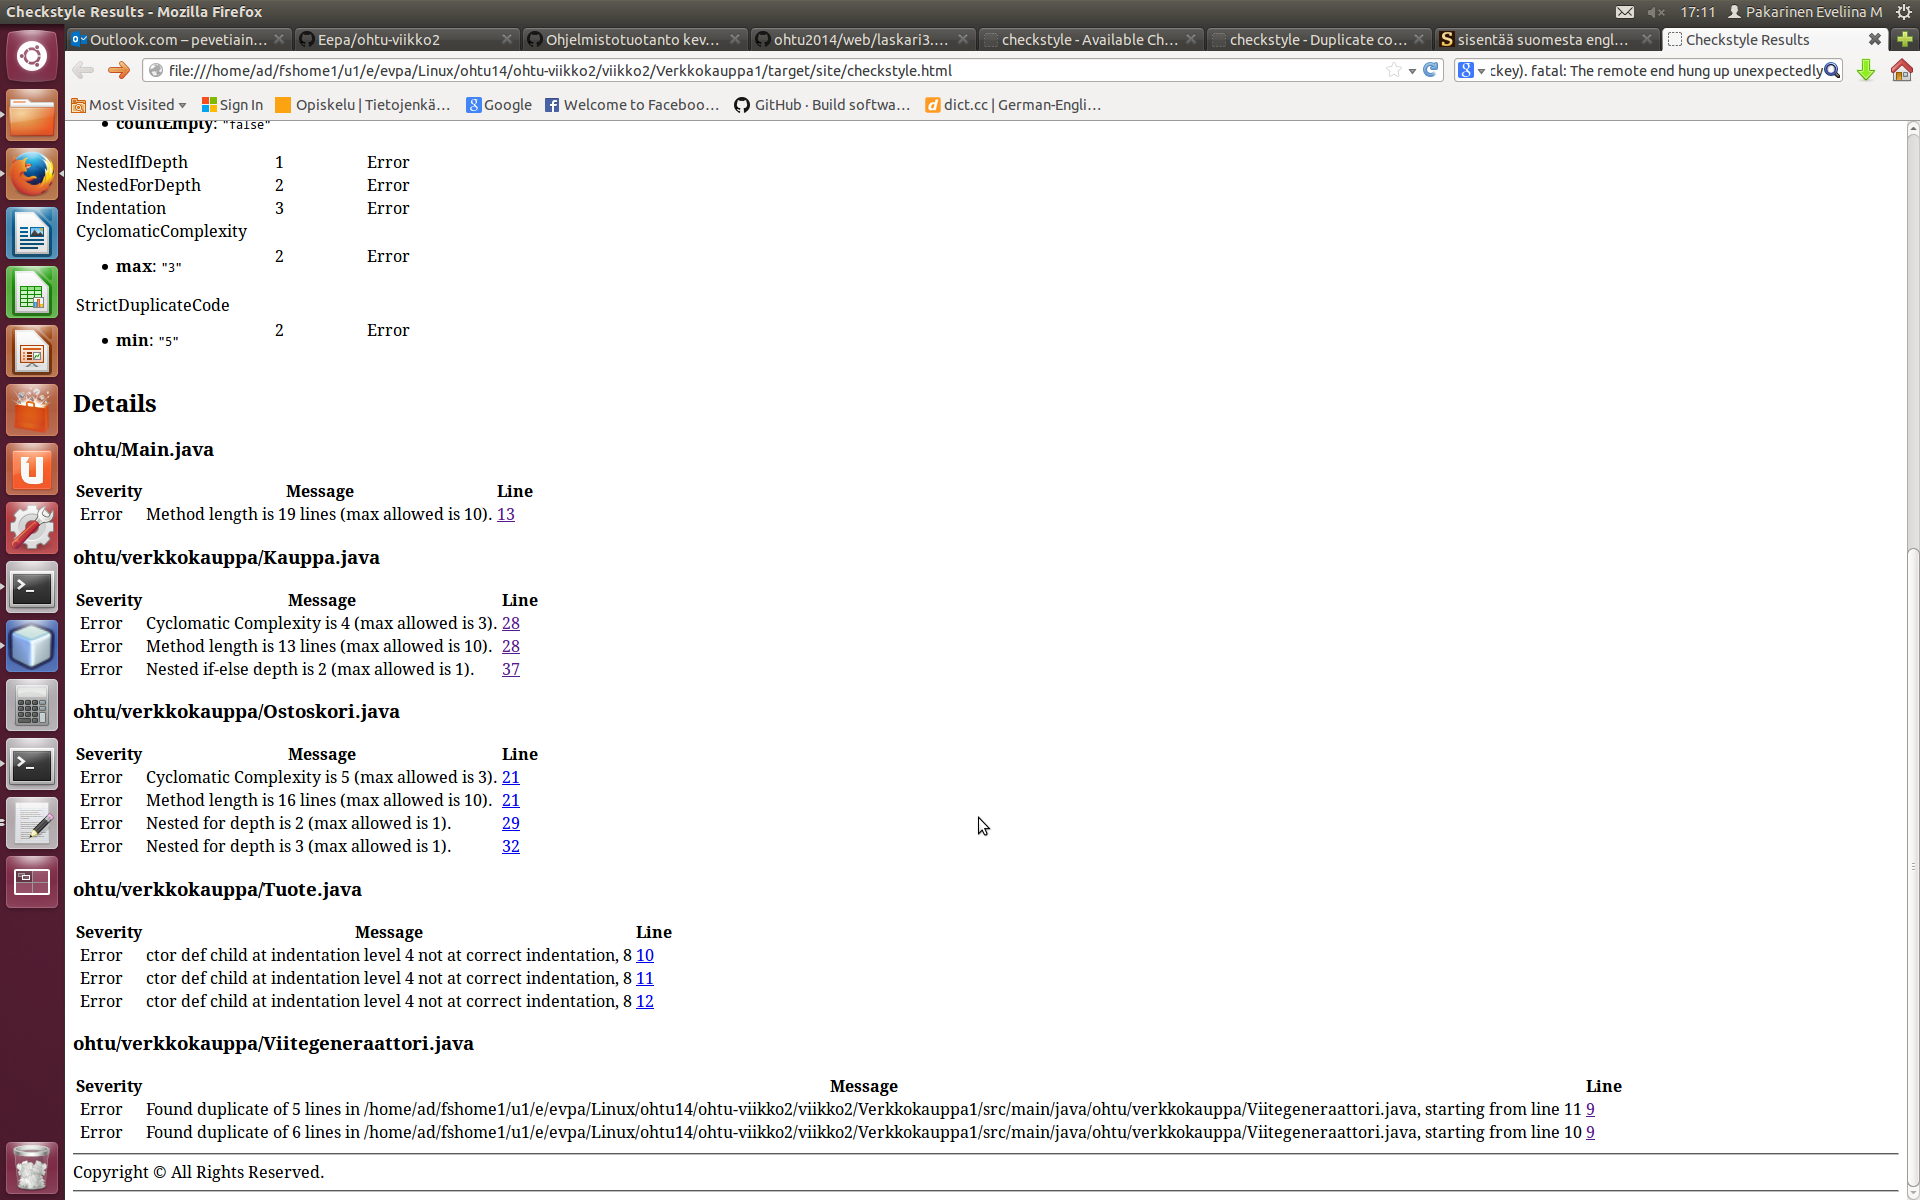 Checkstyle Results - Mozilla Firefox
17:11 Pakarinen Eveliina M
Outlook.com – pevetiain... Eepa/ohtu-viikko2 Ohjelmistotuotanto kev... ohtu2014/web/laskari3.... checkstyle - Available Ch... checkstyle - Duplicate co... sisentää suomesta engl... Checkstyle Results
file:///home/ad/fshome1/u1/e/evpa/Linux/ohtu14/ohtu-viikko2/viikko2/Verkkokauppa1/target/site/checkstyle.html ckey). fatal: The remote end hung up unexpectedly
Most Visited Sign In Opiskelu | Tietojenkä... Google Welcome to Faceboo... GitHub · Build softwa... dict.cc | German-Engli...
• countEmpty: "false"
NestedIfDepth 1 Error
NestedForDepth 2 Error
Indentation 3 Error
CyclomaticComplexity
2 Error
• max: "3"
StrictDuplicateCode
2 Error
• min: "5"
Details
ohtu/Main.java
Severity Message Line
Error Method length is 19 lines (max allowed is 10). 13
ohtu/verkkokauppa/Kauppa.java
Severity Message Line
Error Cyclomatic Complexity is 4 (max allowed is 3). 28
Error Method length is 13 lines (max allowed is 10). 28
Error Nested if-else depth is 2 (max allowed is 1). 37
ohtu/verkkokauppa/Ostoskori.java
Severity Message Line
Error Cyclomatic Complexity is 5 (max allowed is 3). 21
Error Method length is 16 lines (max allowed is 10). 21
Error Nested for depth is 2 (max allowed is 1). 29
Error Nested for depth is 3 (max allowed is 1). 32
ohtu/verkkokauppa/Tuote.java
Severity Message Line
Error ctor def child at indentation level 4 not at correct indentation, 8 10
Error ctor def child at indentation level 4 not at correct indentation, 8 11
Error ctor def child at indentation level 4 not at correct indentation, 8 12
ohtu/verkkokauppa/Viitegeneraattori.java
Severity Message Line
Error Found duplicate of 5 lines in /home/ad/fshome1/u1/e/evpa/Linux/ohtu14/ohtu-viikko2/viikko2/Verkkokauppa1/src/main/java/ohtu/verkkokauppa/Viitegeneraattori.java, starting from line 11 9
Error Found duplicate of 6 lines in /home/ad/fshome1/u1/e/evpa/Linux/ohtu14/ohtu-viikko2/viikko2/Verkkokauppa1/src/main/java/ohtu/verkkokauppa/Viitegeneraattori.java, starting from line 10 9
Copyright © All Rights Reserved.